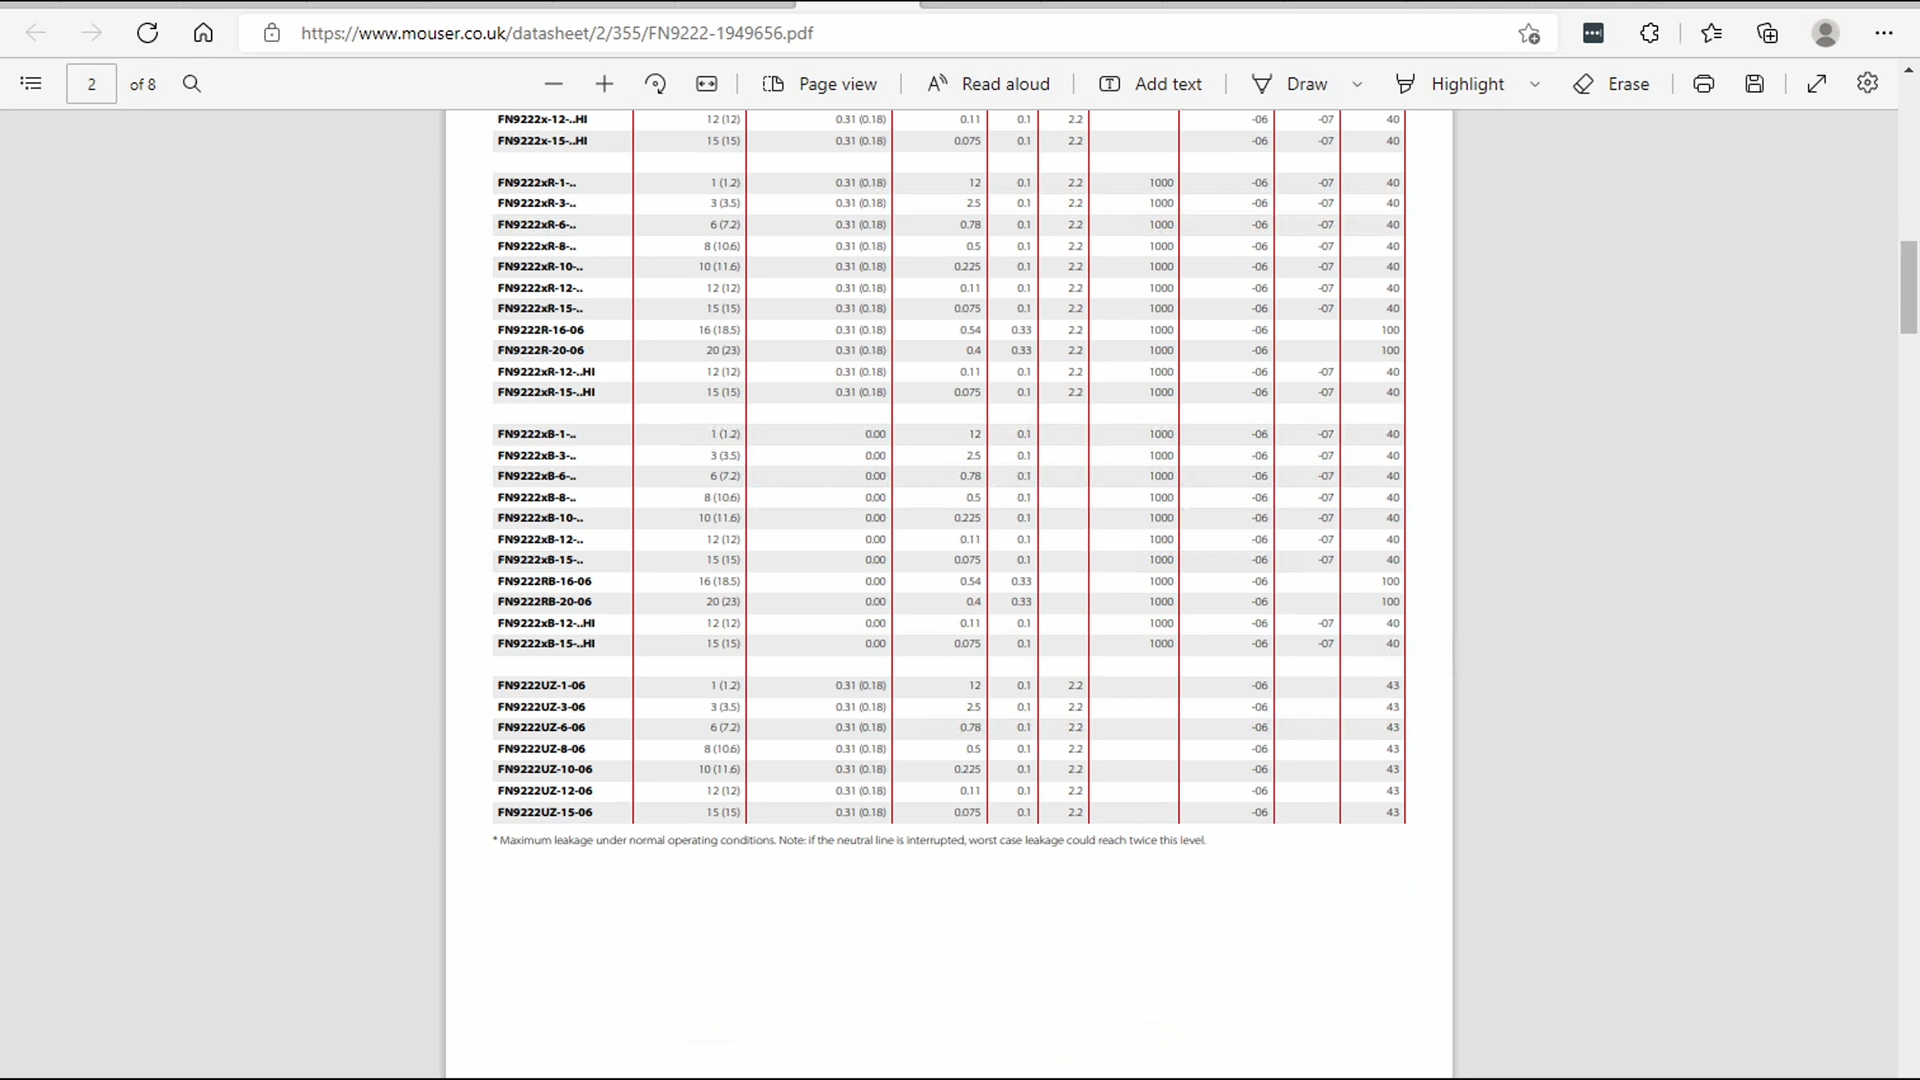 https://www.mouser.co.uk/datasheet/2/355/FN9222-1949656.pdf
2 of 8 Page view Read aloud Add text Draw Highlight Erase
FN9222x-12-..HI 12 (12) 0.31 (0.18) 0.11 0.1 2.2 -06 -07 40
FN9222x-15-..HI 15 (15) 0.31 (0.18) 0.075 0.1 2.2 -06 -07 40
FN9222xR-1-.. 1 (1.2) 0.31 (0.18) 12 0.1 2.2 1000 -06 -07 40
FN9222xR-3-.. 3 (3.5) 0.31 (0.18) 2.5 0.1 2.2 1000 -06 -07 40
FN9222xR-6-.. 6 (7.2) 0.31 (0.18) 0.78 0.1 2.2 1000 -06 -07 40
FN9222xR-8-.. 8 (10.6) 0.31 (0.18) 0.5 0.1 2.2 1000 -06 -07 40
FN9222xR-10-.. 10 (11.6) 0.31 (0.18) 0.225 0.1 2.2 1000 -06 -07 40
FN9222xR-12-.. 12 (12) 0.31 (0.18) 0.11 0.1 2.2 1000 -06 -07 40
FN9222xR-15-.. 15 (15) 0.31 (0.18) 0.075 0.1 2.2 1000 -06 -07 40
FN9222R-16-06 16 (18.5) 0.31 (0.18) 0.54 0.33 2.2 1000 -06 100
FN9222R-20-06 20 (23) 0.31 (0.18) 0.4 0.33 2.2 1000 -06 100
FN9222xR-12-..HI 12 (12) 0.31 (0.18) 0.11 0.1 2.2 1000 -06 -07 40
FN9222xR-15-..HI 15 (15) 0.31 (0.18) 0.075 0.1 2.2 1000 -06 -07 40
FN9222xB-1-.. 1 (1.2) 0.00 12 0.1 1000 -06 -07 40
FN9222xB-3-.. 3 (3.5) 0.00 2.5 0.1 1000 -06 -07 40
FN9222xB-6-.. 6 (7.2) 0.00 0.78 0.1 1000 -06 -07 40
FN9222xB-8-.. 8 (10.6) 0.00 0.5 0.1 1000 -06 -07 40
FN9222xB-10-.. 10 (11.6) 0.00 0.225 0.1 1000 -06 -07 40
FN9222xB-12-.. 12 (12) 0.00 0.11 0.1 1000 -06 -07 40
FN9222xB-15-.. 15 (15) 0.00 0.075 0.1 1000 -06 -07 40
FN9222RB-16-06 16 (18.5) 0.00 0.54 0.33 1000 -06 100
FN9222RB-20-06 20 (23) 0.00 0.4 0.33 1000 -06 100
FN9222xB-12-..HI 12 (12) 0.00 0.11 0.1 1000 -06 -07 40
FN9222xB-15-..HI 15 (15) 0.00 0.075 0.1 1000 -06 -07 40
FN9222UZ-1-06 1 (1.2) 0.31 (0.18) 12 0.1 2.2 -06 43
FN9222UZ-3-06 3 (3.5) 0.31 (0.18) 2.5 0.1 2.2 -06 43
FN9222UZ-6-06 6 (7.2) 0.31 (0.18) 0.78 0.1 2.2 -06 43
FN9222UZ-8-06 8 (10.6) 0.31 (0.18) 0.5 0.1 2.2 -06 43
FN9222UZ-10-06 10 (11.6) 0.31 (0.18) 0.225 0.1 2.2 -06 43
FN9222UZ-12-06 12 (12) 0.31 (0.18) 0.11 0.1 2.2 -06 43
FN9222UZ-15-06 15 (15) 0.31 (0.18) 0.075 0.1 2.2 -06 43
* Maximum leakage under normal operating conditions. Note: if the neutral line is interrupted, worst case leakage could reach twice this level.